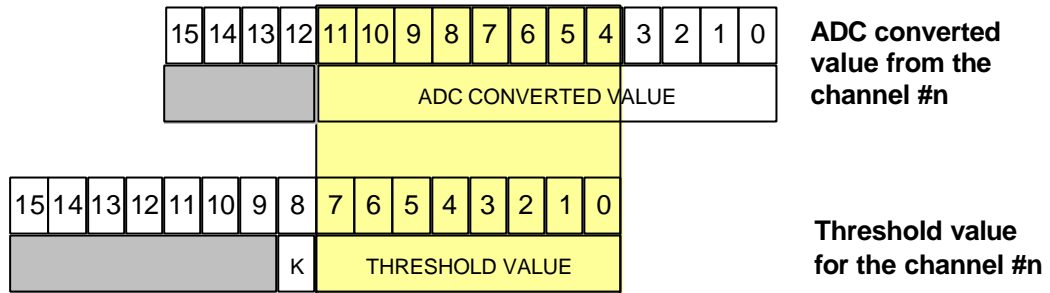 15 14 13 12 11 10 9 8 7 6 5 4 3 2 1 0
ADC CONVERTED VALUE
ADC converted
value from the
channel #n
15 14 13 12 11 10 9 8 7 6 5 4 3 2 1 0
K THRESHOLD VALUE
Threshold value
for the channel #n